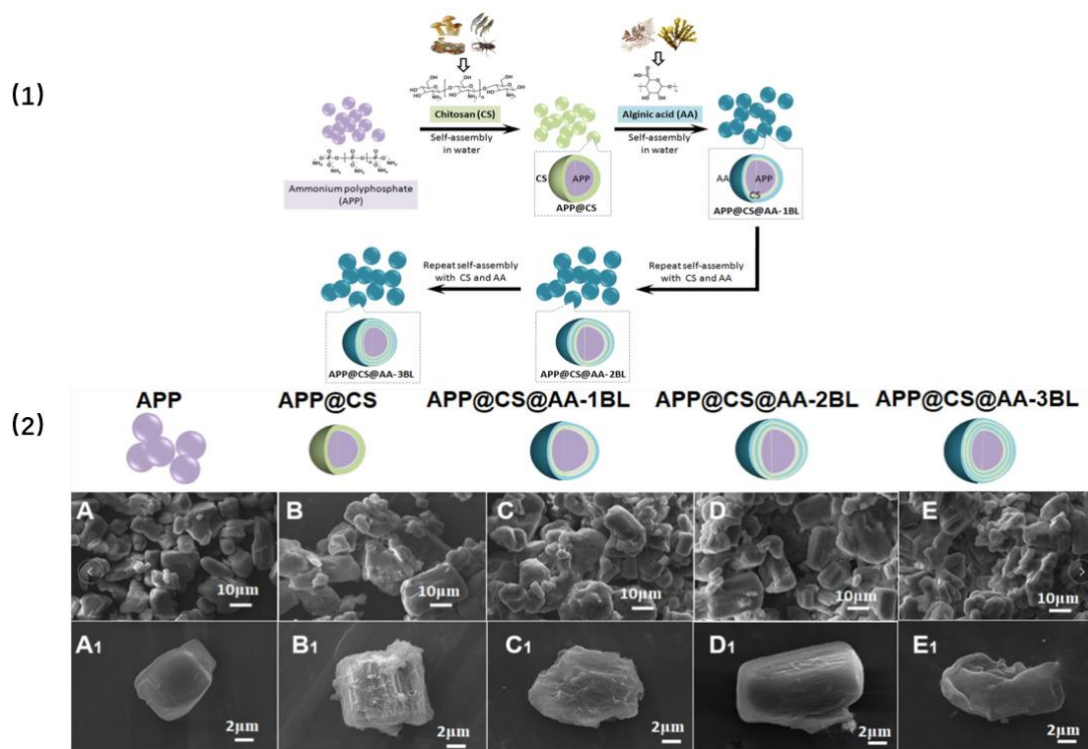 (1)
Chitosan (CS)
Self-assembly
in water
Alginic acid (AA)
Self-assembly
in water
Ammonium polyphosphate
(APP)
CS
APP
APP@CS
AA
APP
CS
APP@CS@AA-1BL
Repeat self-assembly
with CS and AA
Repeat self-assembly
with CS and AA
APP@CS@AA-3BL
APP@CS@AA-2BL
(2)
APP
APP@CS
APP@CS@AA-1BL
APP@CS@AA-2BL
APP@CS@AA-3BL
A
B
C
D
E
10μm
10μm
10μm
10μm
10μm
A1
B1
C1
D1
E1
2μm
2μm
2μm
2μm
2μm